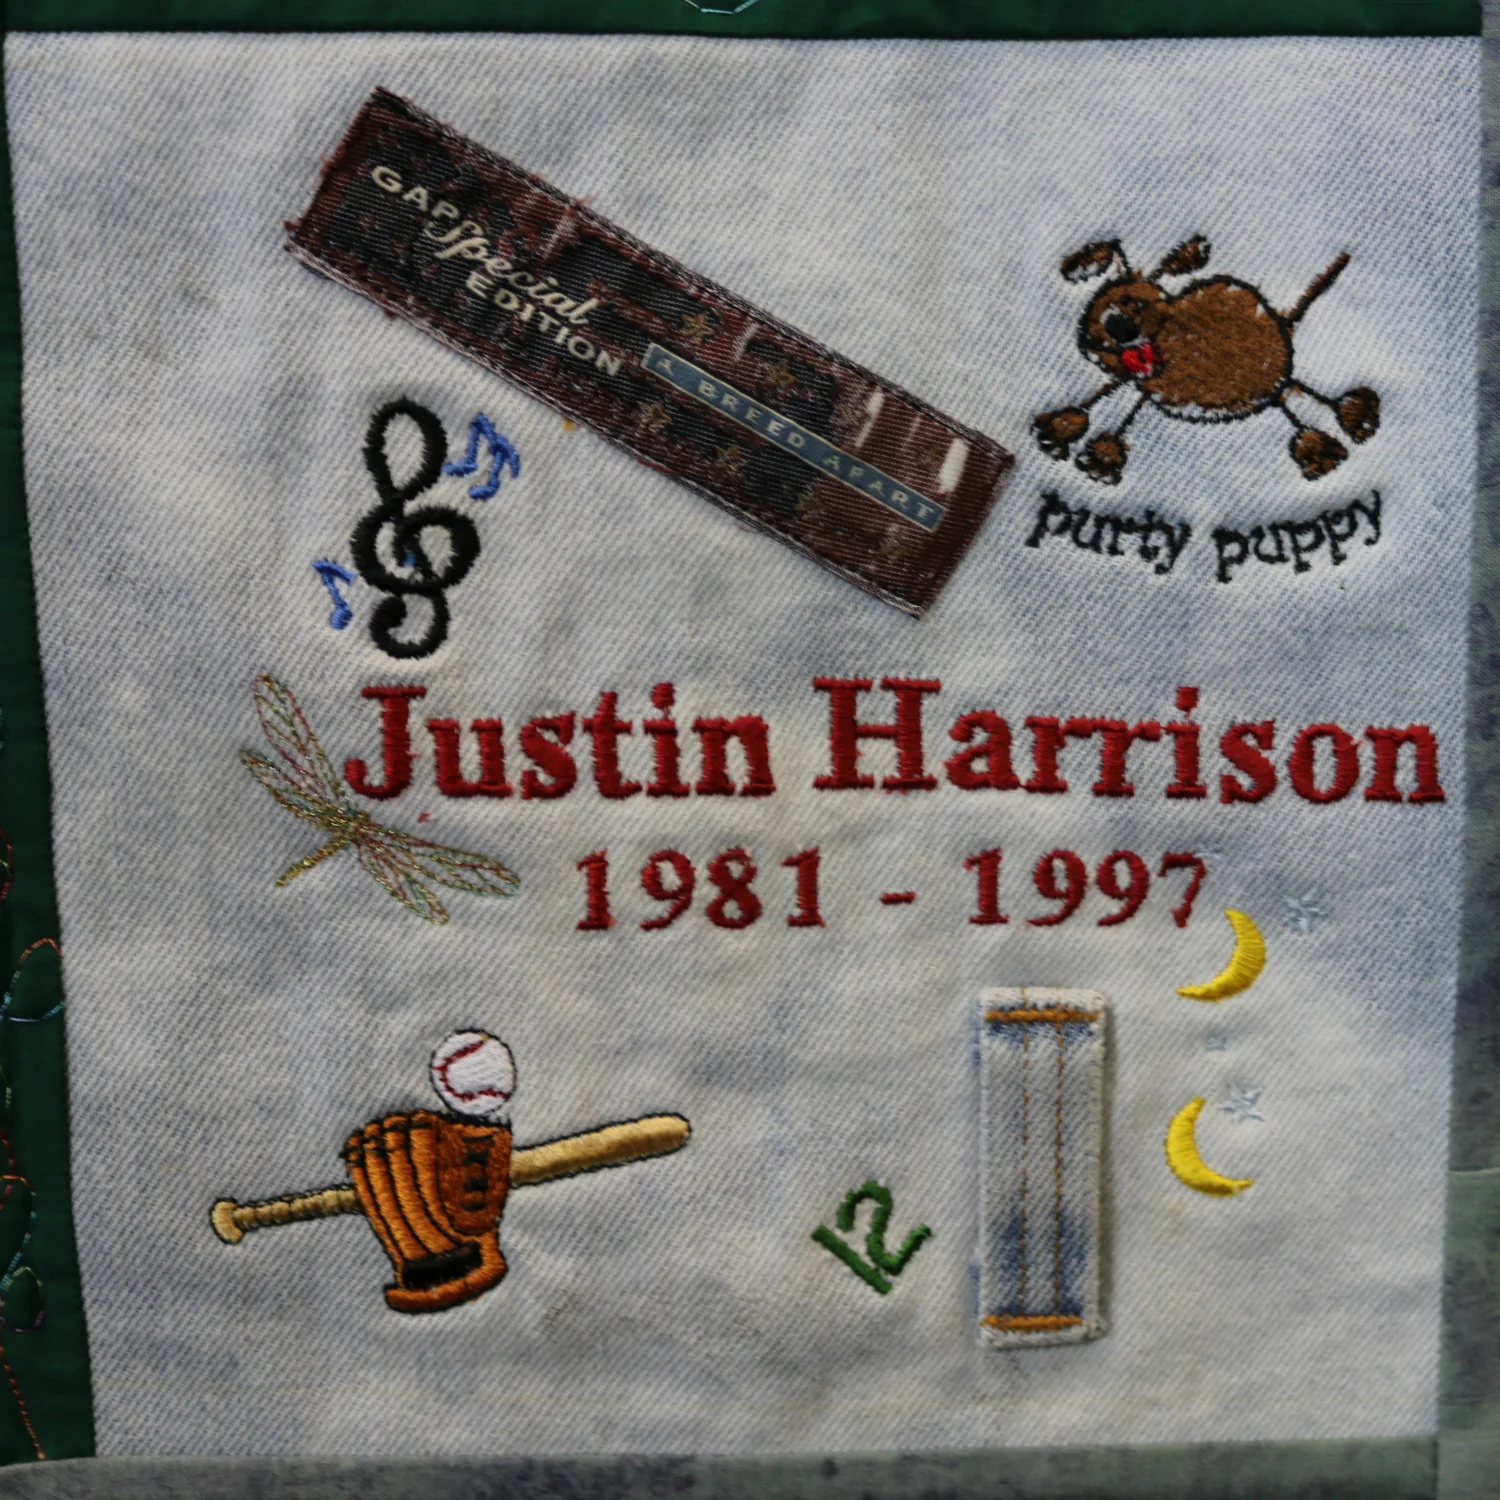 GAP
Special
EDITION
A BREED APART
purty puppy
Justin Harrison
1981 - 1997
12